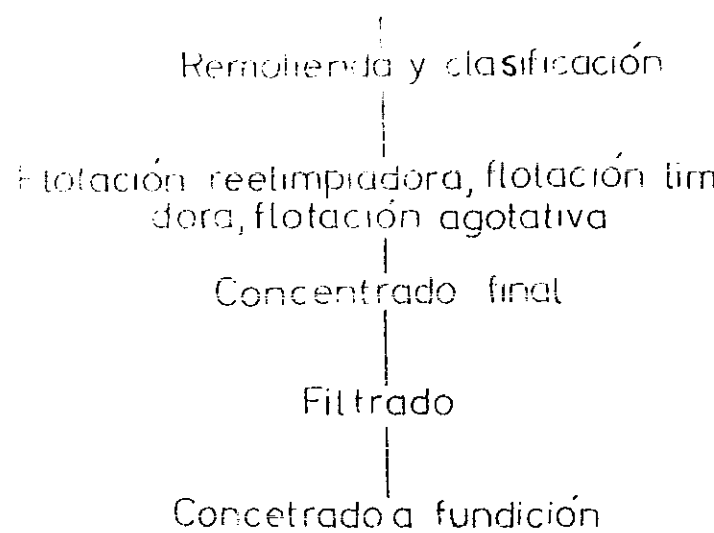 Remolienda y clasificación
Flotación reelimpiadora, flotación lim
dora, flotación agotativa
Concentrado final
Filtrado
Concetrado a fundición